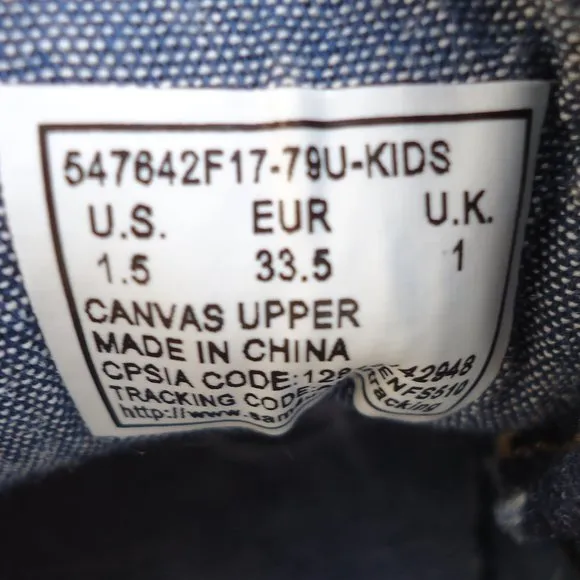 547642F17-79U-KIDS
U.S. EUR U.K.
1.5 33.5 1
CANVAS UPPER
MADE IN CHINA
CPSIA CODE:
TRACKING CODE: